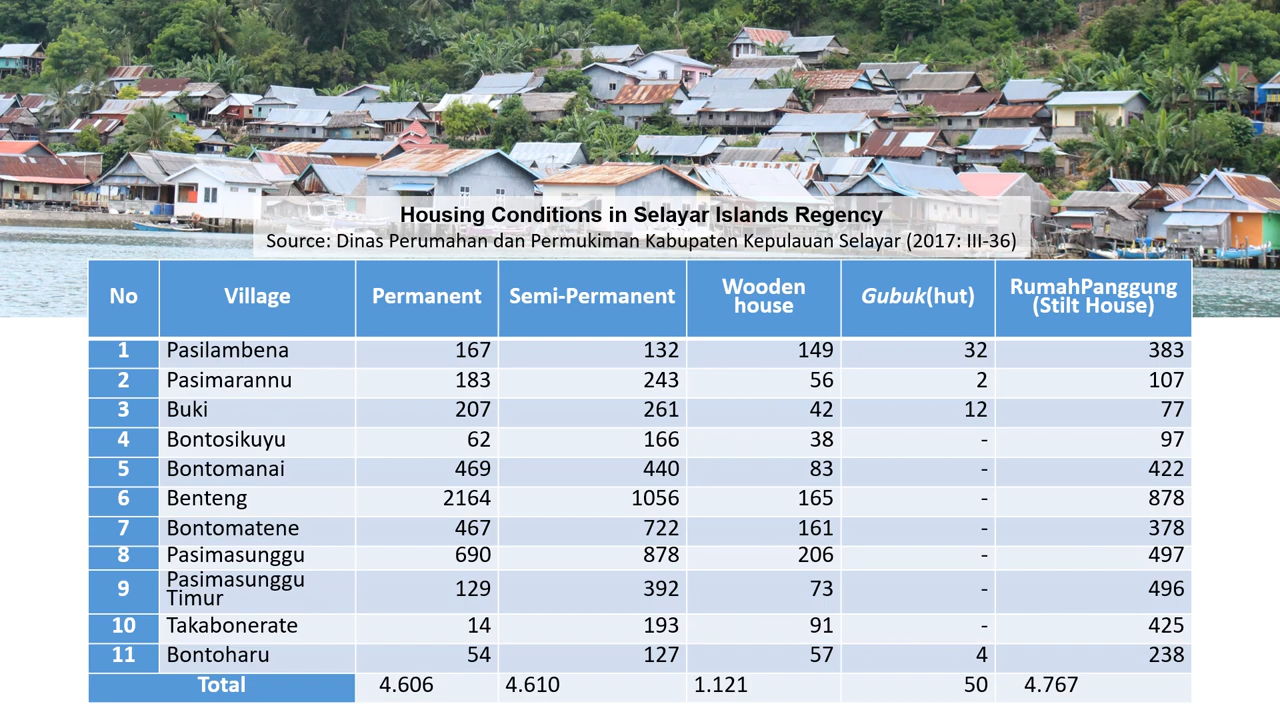 Housing Conditions in Selayar Islands Regency
Source: Dinas Perumahan dan Permukiman Kabupaten Kepulauan Selayar (2017: III-36)
No Village Permanent Semi-Permanent Wooden house Gubuk(hut) RumahPanggung (Stilt House)
1 Pasilambena 167 132 149 32 383
2 Pasimarannu 183 243 56 2 107
3 Buki 207 261 42 12 77
4 Bontosikuyu 62 166 38 - 97
5 Bontomanai 469 440 83 - 422
6 Benteng 2164 1056 165 - 878
7 Bontomatene 467 722 161 - 378
8 Pasimasunggu 690 878 206 - 497
9 Pasimasunggu Timur 129 392 73 - 496
10 Takabonerate 14 193 91 - 425
11 Bontoharu 54 127 57 4 238
Total 4.606 4.610 1.121 50 4.767